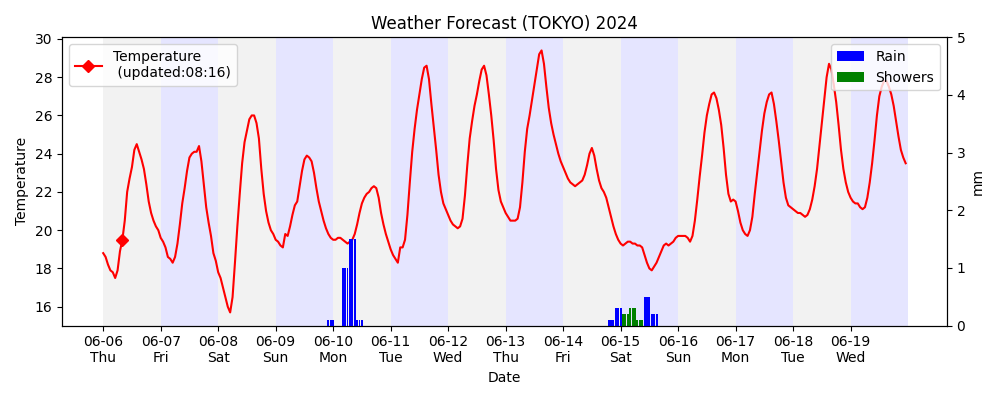 Weather Forecast (TOKYO) 2024
Temperature
(updated:08:16)
Rain
Showers
30
28
26
24
22
20
18
16
Temperature
5
4
3
2
1
0
mm
06-06 06-07 06-08 06-09 06-10 06-11 06-12 06-13 06-14 06-15 06-16 06-17 06-18 06-19
Thu Fri Sat Sun Mon Tue Wed Thu Fri Sat Sun Mon Tue Wed
Date